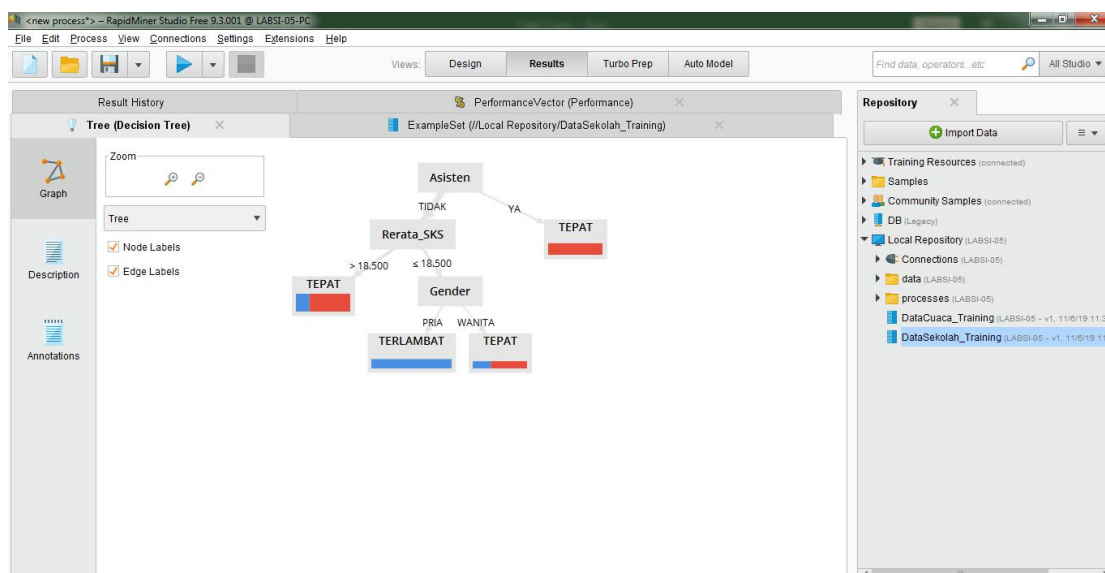 <new process*> – RapidMiner Studio Free 9.3.001 @ LABSI-05-PC
File Edit Process View Connections Settings Extensions Help
Views: Design Results Turbo Prep Auto Model
Find data, operators...etc
All Studio
Result History
PerformanceVector (Performance)
Tree (Decision Tree)
ExampleSet (//Local Repository/DataSekolah_Training)
Graph
Description
Annotations
Zoom
Tree
Node Labels
Edge Labels
Asisten
TIDAK
YA
Rerata_SKS
TEPAT
> 18.500
≤ 18.500
TEPAT
Gender
PRIA
WANITA
TERLAMBAT
TEPAT
Repository
Import Data
Training Resources (connected)
Samples
Community Samples (connected)
DB (Legacy)
Local Repository (LABSI-05)
Connections (LABSI-05)
data (LABSI-05)
processes (LABSI-05)
DataCuaca_Training (LABSI-05 - v1, 11/6/19 11:3
DataSekolah_Training (LABSI-05 - v1, 11/6/19 11